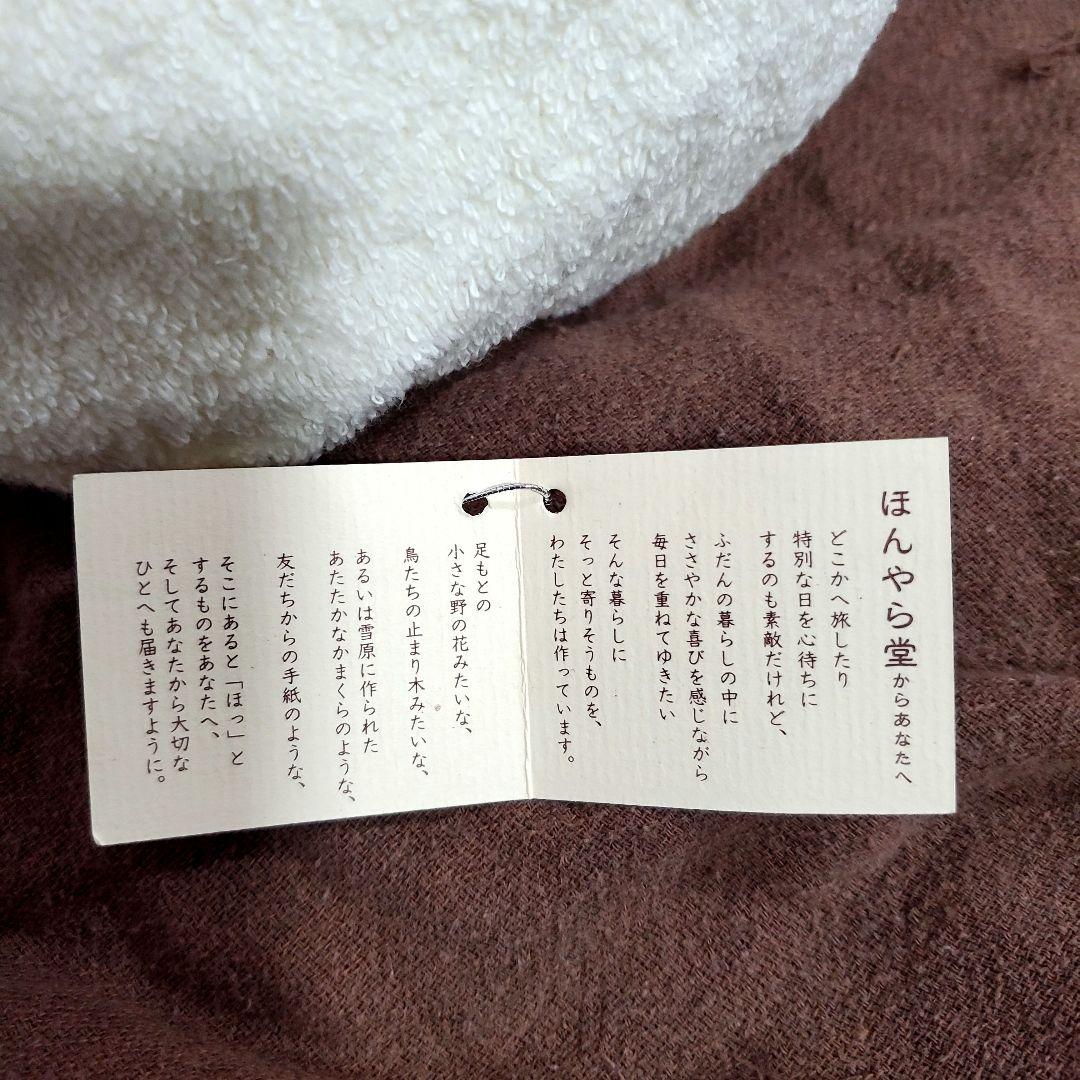 ほんやら堂からあなたへ
どこかへ旅したり
特別な日を心待ちに
するのも素敵だけれど、
ふだんの暮らしの中に
ささやかな喜びを感じながら
毎日を重ねてゆきたい
そんな暮らしに
そっと寄りそうものを、
わたしたちは作っています。
足もとの
小さな野の花みたいな、
鳥たちの止まり木みたいな、
あるいは雪原に作られた
あたたかなかまくらのような、
友だちからの手紙のような、
そこにあると「ほっ」と
するものをあなたへ、
そしてあなたから大切な
ひとへも届きますように。